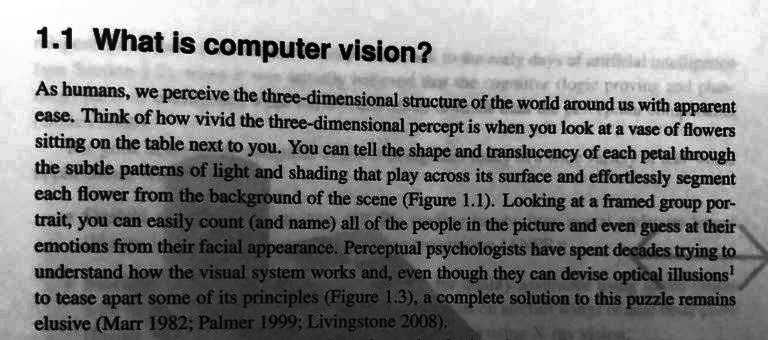 1.1 What is computer vision?
As humans, we perceive the three-dimensional structure of the world around us with apparent
ease. Think of how vivid the three-dimensional percept is when you look at a vase of flowers
sitting on the table next to you. You can tell the shape and translucency of each petal through
the subtle patterns of light and shading that play across its surface and effortlessly segment
each flower from the background of the scene (Figure 1.1). Looking at a framed group por-
trait, you can easily count (and name) all of the people in the picture and even guess at their
emotions from their facial appearance. Perceptual psychologists have spent decades trying to
understand how the visual system works and, even though they can devise optical illusions¹
to tease apart some of its principles (Figure 1.3), a complete solution to this puzzle remains
elusive (Marr 1982; Palmer 1999; Livingstone 2008).